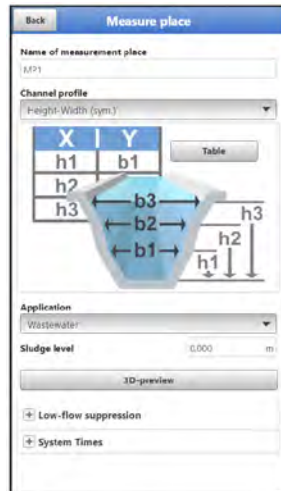 Back Measure place
Name of measurement place
MP1
Channel profile
Height-Width (sym.)
X | Y
h1 b1
h2
h3
Table
b3
b2
b1
h3
h2
h1
Application
Wastewater
Sludge level 0.000 m
3D-preview
+ Low-flow suppression
+ System Times